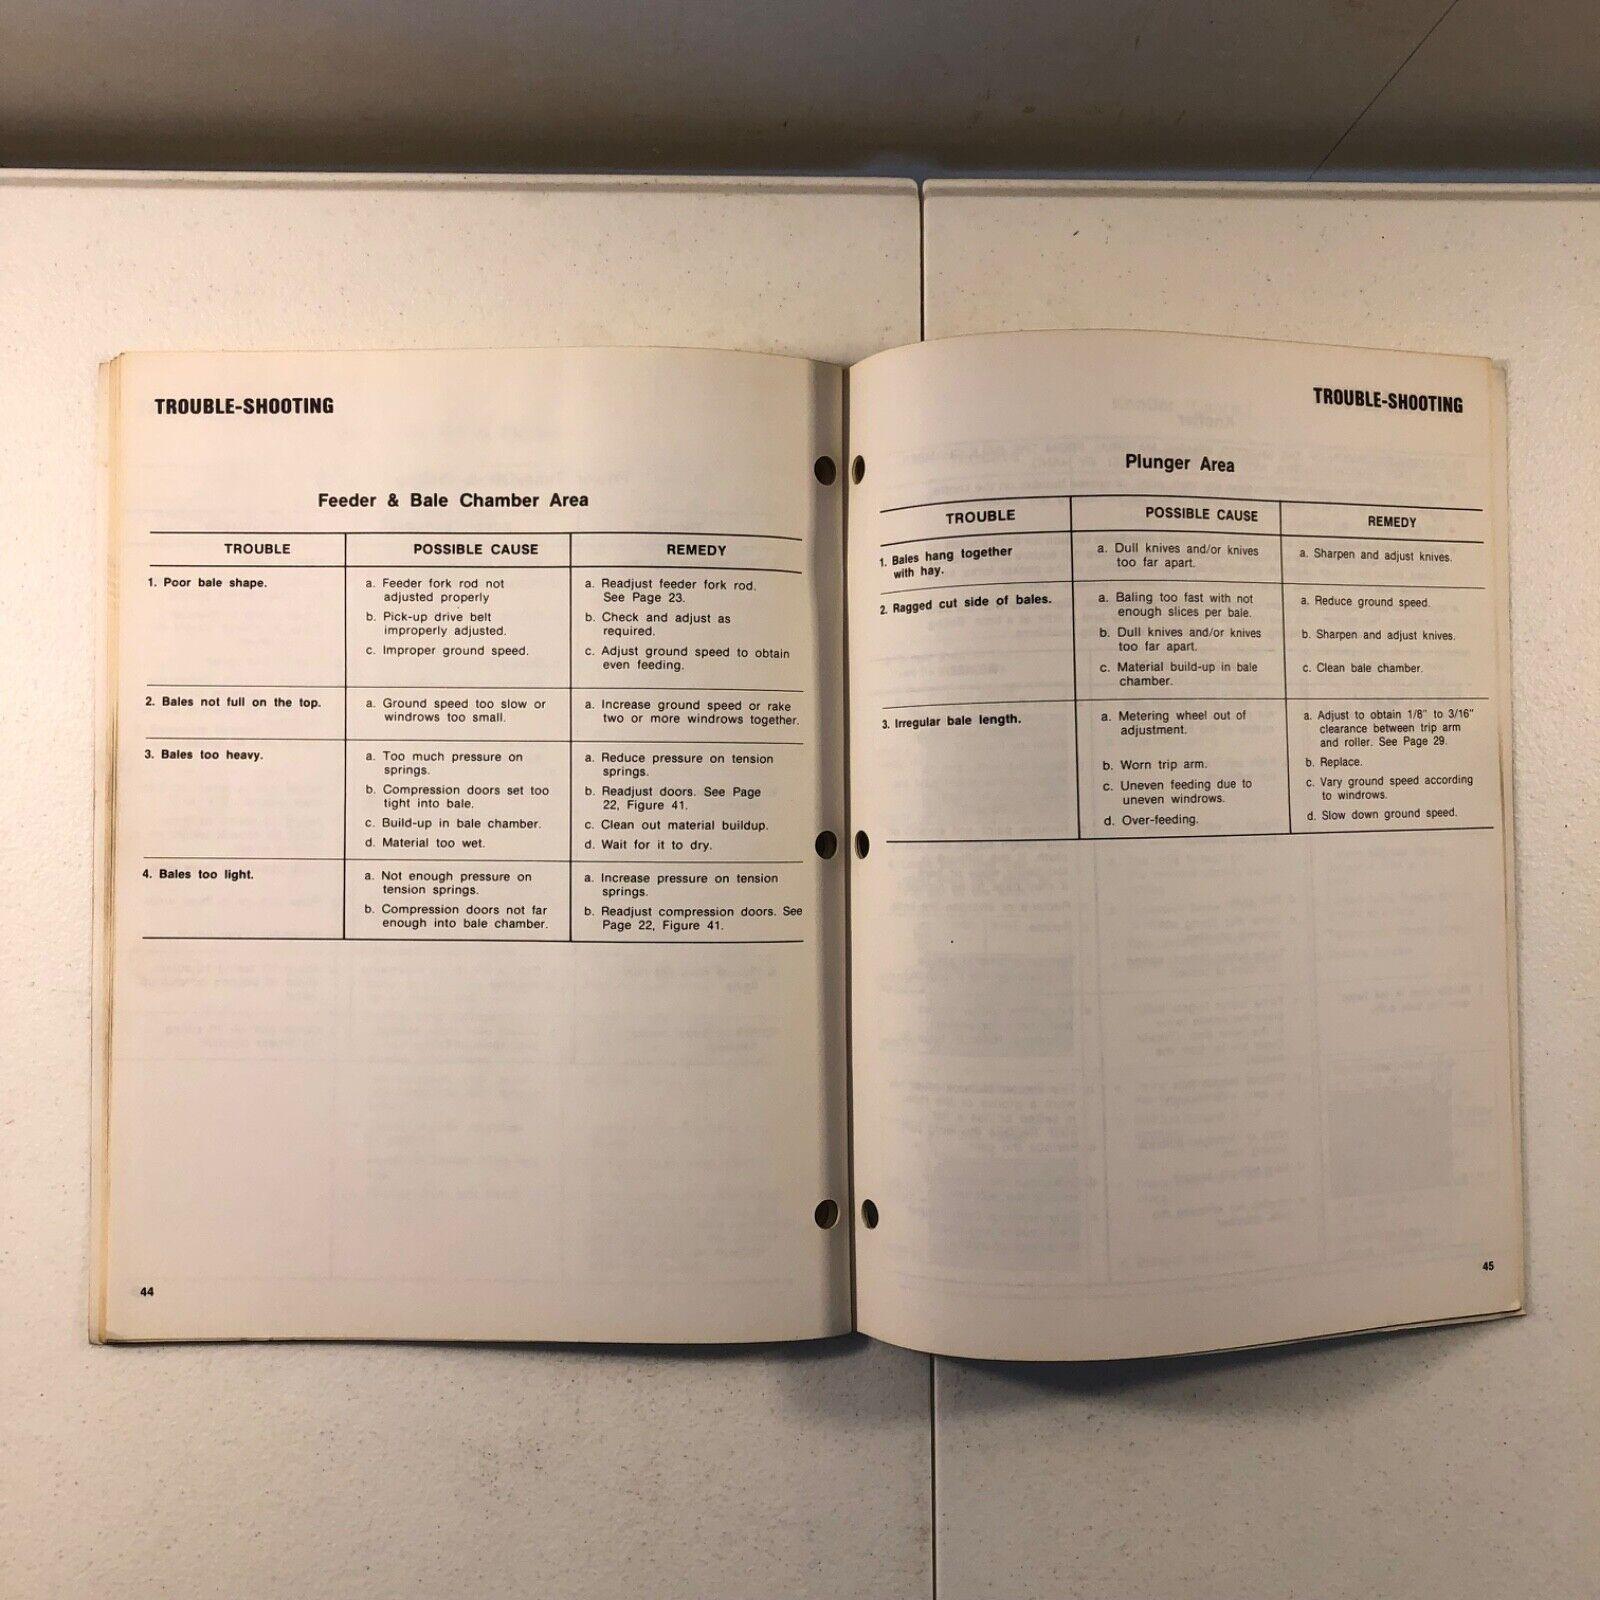 TROUBLE-SHOOTING
Feeder & Bale Chamber Area
TROUBLE
POSSIBLE CAUSE
REMEDY
1. Poor bale shape.
a. Feeder fork rod not
adjusted properly
a. Readjust feeder fork rod.
See Page 23.
b. Pick-up drive belt
improperly adjusted.
b. Check and adjust as
required.
c. Improper ground speed.
c. Adjust ground speed to obtain
even feeding.
2. Bales not full on the top.
a. Ground speed too slow or
windrows too small.
a. Increase ground speed or rake
two or more windrows together.
3. Bales too heavy.
a. Too much pressure on
springs.
a. Reduce pressure on tension
springs.
b. Compression doors set too
tight into bale.
b. Readjust doors. See Page
22, Figure 41.
c. Build-up in bale chamber.
c. Clean out material buildup.
d. Material too wet.
d. Wait for it to dry.
4. Bales too light.
a. Not enough pressure on
tension springs.
a. Increase pressure on tension
springs.
b. Compression doors not far
enough into bale chamber.
b. Readjust compression doors. See
Page 22, Figure 41.
44
TROUBLE-SHOOTING
Plunger Area
TROUBLE
POSSIBLE CAUSE
REMEDY
1. Bales hang together
with hay.
a. Dull knives and/or knives
too far apart.
a. Sharpen and adjust knives.
2. Ragged cut side of bales.
a. Baling too fast with not
enough slices per bale.
a. Reduce ground speed.
b. Dull knives and/or knives
too far apart.
b. Sharpen and adjust knives.
c. Material build-up in bale
chamber.
c. Clean bale chamber.
3. Irregular bale length.
a. Metering wheel out of
adjustment.
a. Adjust to obtain 1/8" to 3/16"
clearance between trip arm
and roller. See Page 29.
b. Worn trip arm.
b. Replace.
c. Uneven feeding due to
uneven windrows.
c. Vary ground speed according
to windrows.
d. Over-feeding.
d. Slow down ground speed.
45